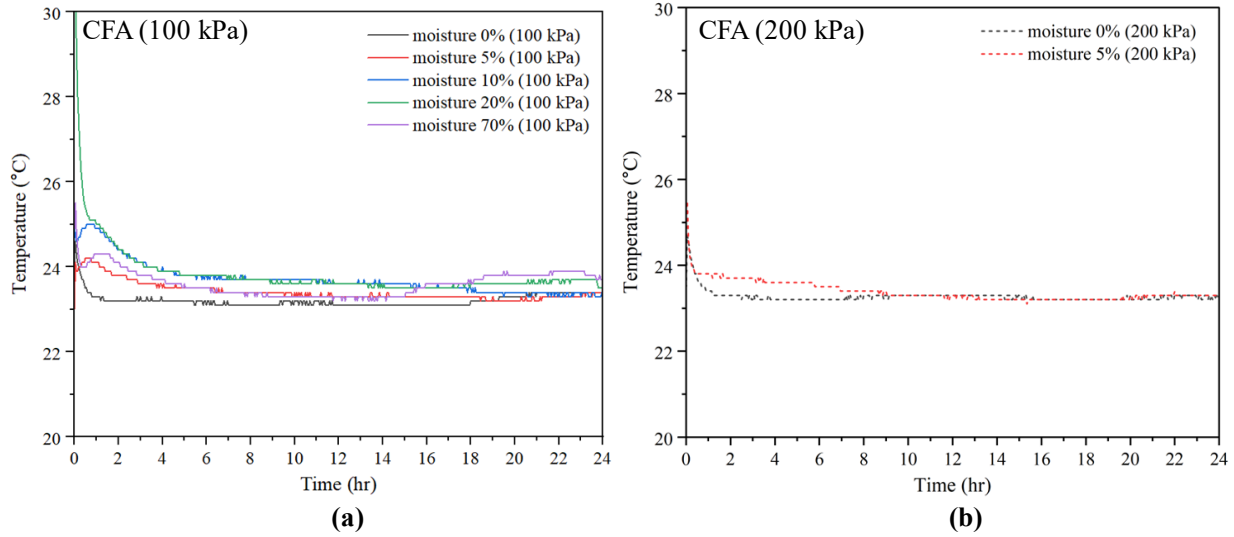 CFA (100 kPa)
moisture 0% (100 kPa)
moisture 5% (100 kPa)
moisture 10% (100 kPa)
moisture 20% (100 kPa)
moisture 70% (100 kPa)
30
28
26
24
22
20
Temperature (°C)
0 2 4 6 8 10 12 14 16 18 20 22 24
Time (hr)
(a)
CFA (200 kPa)
moisture 0% (200 kPa)
moisture 5% (200 kPa)
30
28
26
24
22
20
Temperature (°C)
0 2 4 6 8 10 12 14 16 18 20 22 24
Time (hr)
(b)